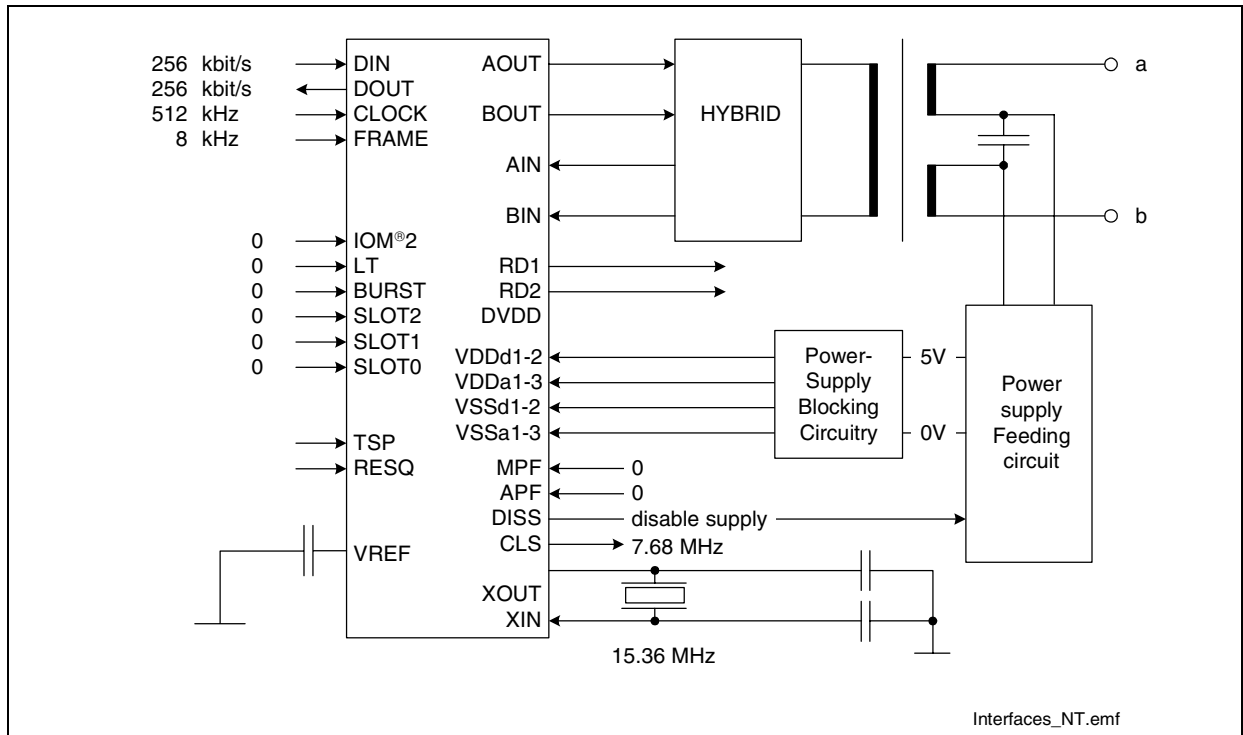 256 kbit/s
256 kbit/s
512 kHz
8 kHz
DIN
DOUT
CLOCK
FRAME
0
0
0
0
0
0
IOM®2
LT
BURST
SLOT2
SLOT1
SLOT0
TSP
RESQ
VREF
AOUT
BOUT
AIN
BIN
RD1
RD2
DVDD
VDDd1-2
VDDa1-3
VSSd1-2
VSSa1-3
MPF
APF
DISS
CLS
XOUT
XIN
HYBRID
a
b
Power-
Supply
Blocking
Circuitry
5V
0V
Power
supply
Feeding
circuit
0
0
disable supply
7.68 MHz
15.36 MHz
Interfaces_NT.emf